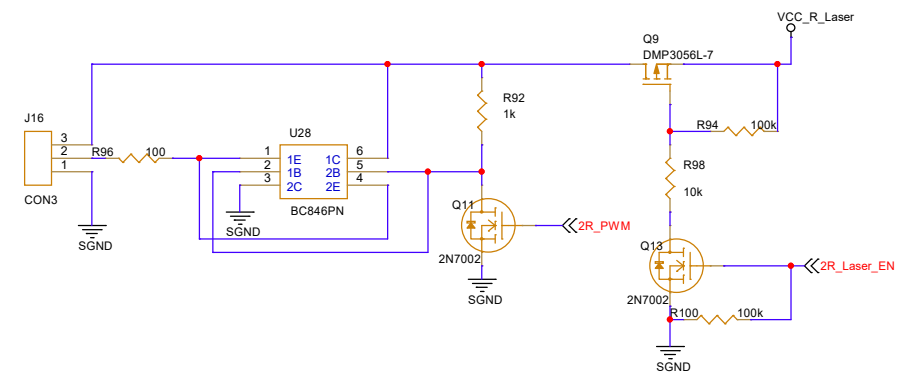 VCC_R_Laser
Q9
DMP3056L-7
R92
1k
J16
3
2
1
CON3
R96
100
U28
1
2
3
1E
1B
2C
1C
2B
2E
6
5
4
BC846PN
R94
100k
R98
10k
SGND
SGND
Q11
2R_PWM
2N7002
SGND
Q13
2R_Laser_EN
2N7002
R100
100k
SGND